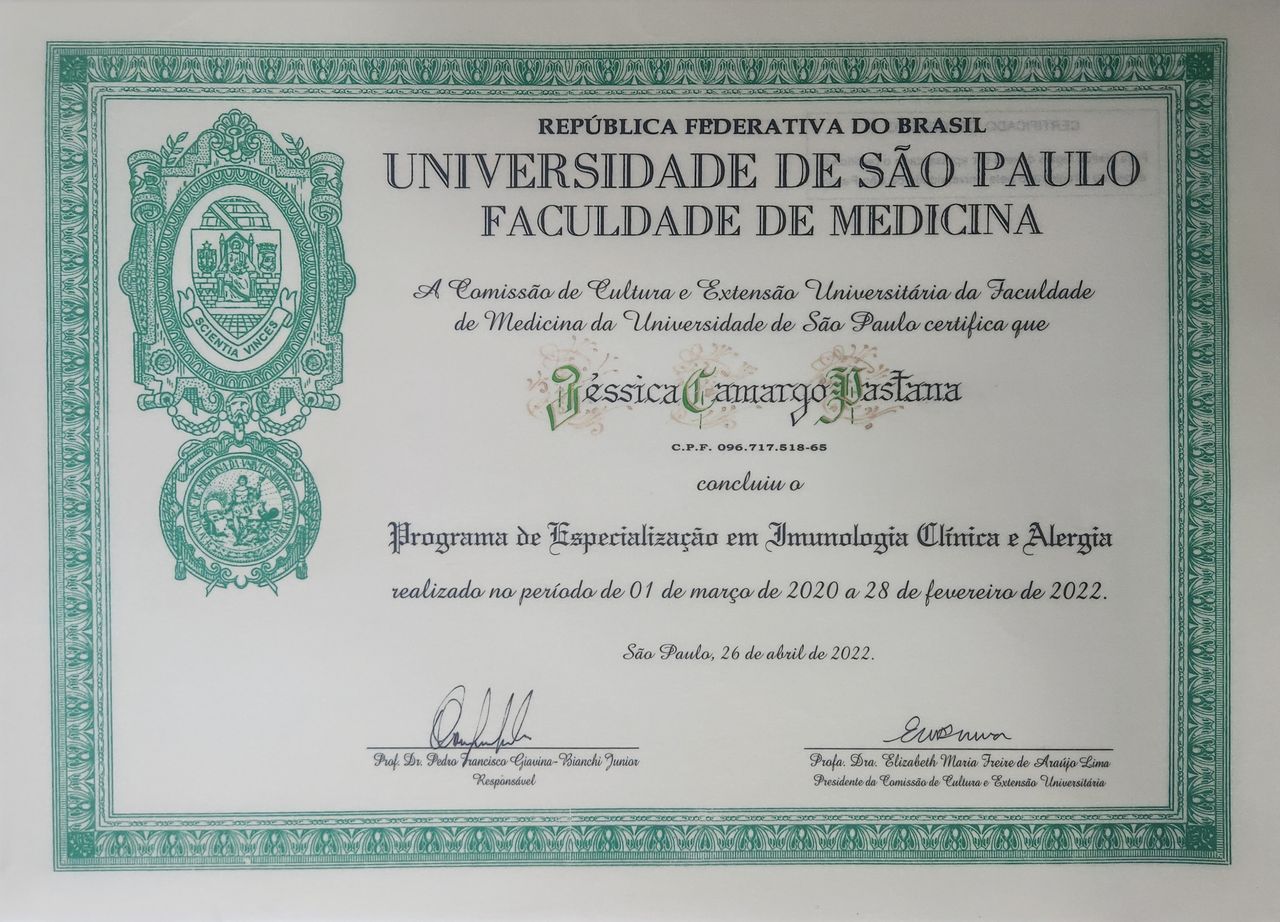 REPÚBLICA FEDERATIVA DO BRASIL
UNIVERSIDADE DE SÃO PAULO
FACULDADE DE MEDICINA
A Comissão de Cultura e Extensão Universitária da Faculdade
de Medicina da Universidade de São Paulo certifica que
Jéssica Camargo Pastana
C.P.F. 096.717.518-65
concluiu o
Programa de Especialização em Imunologia Clínica e Alergia
realizado no período de 01 de março de 2020 a 28 de fevereiro de 2022.
São Paulo, 26 de abril de 2022.
Prof. Dr. Pedro Francisco Giavina-Bianchi Junior
Responsável
Profa. Dra. Elizabeth Maria Freire de Araújo Lima
Presidente da Comissão de Cultura e Extensão Universitária
SCIENTIA VINCES